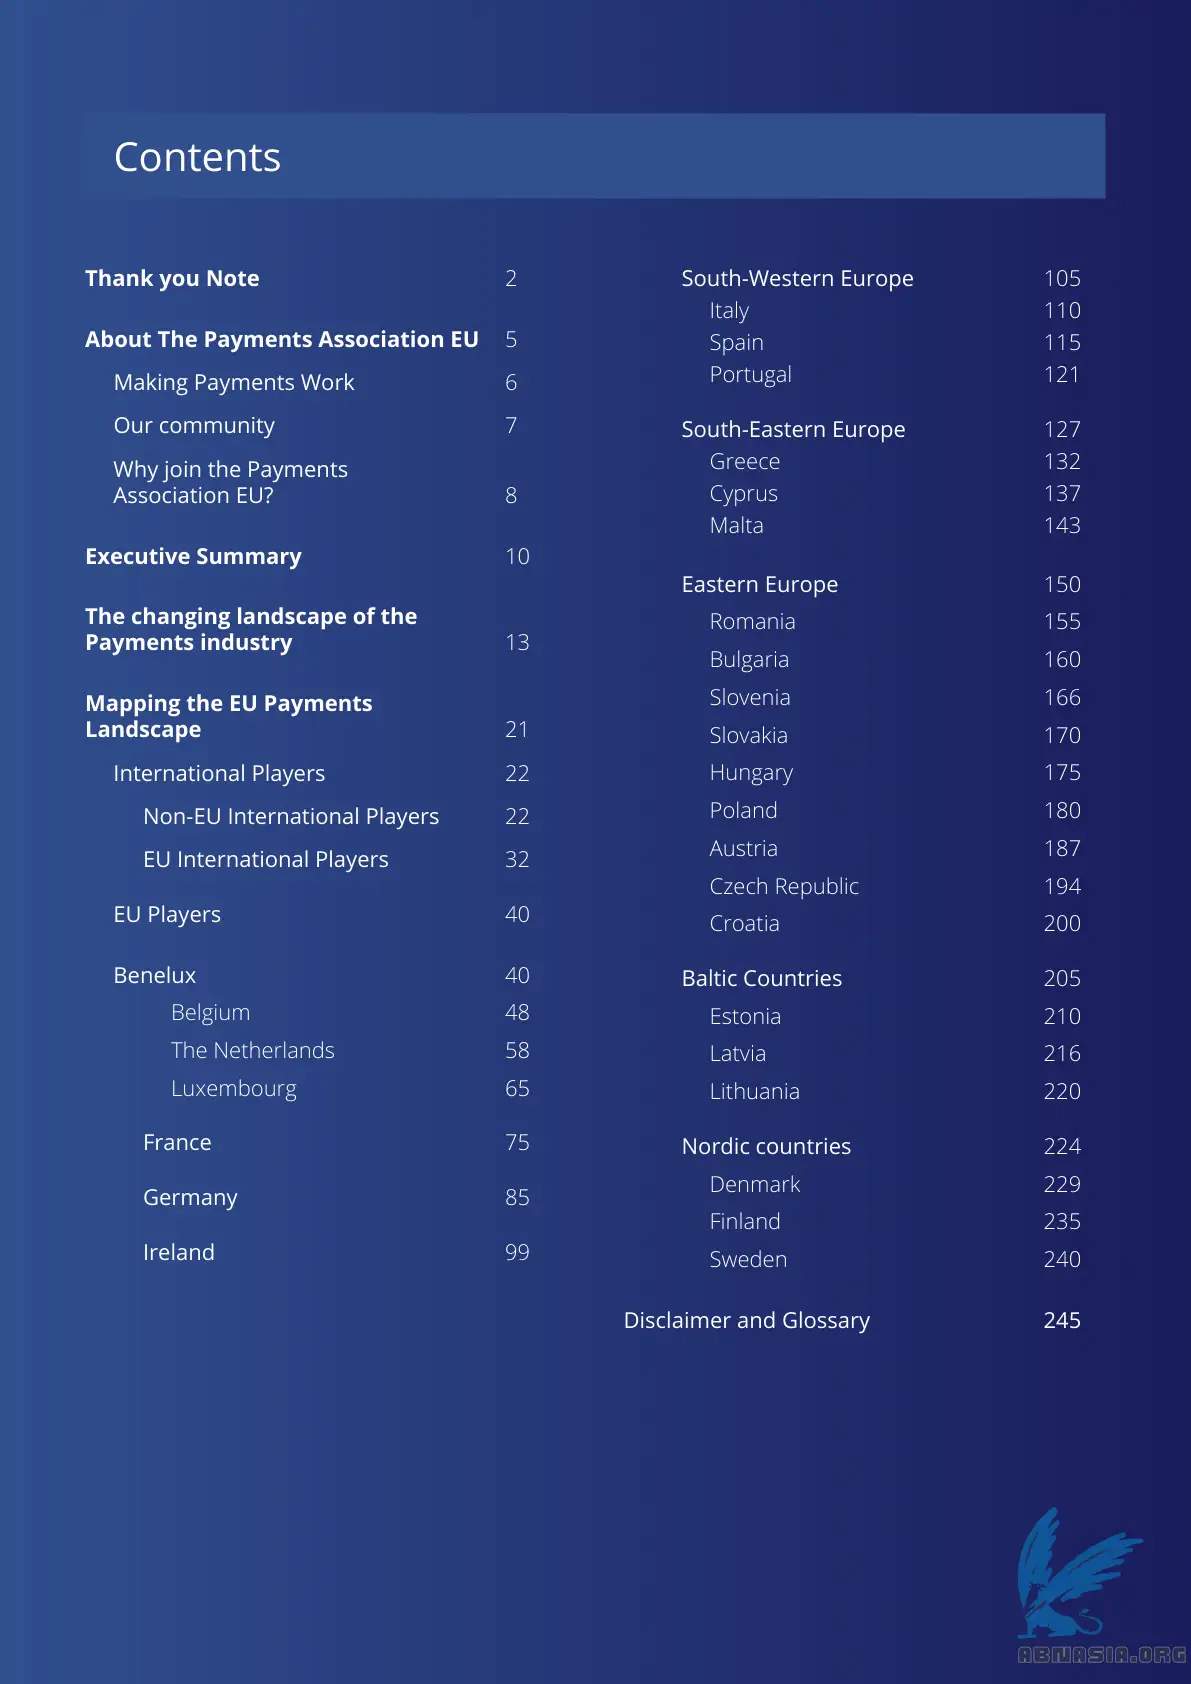 Contents
Thank you Note 2
About The Payments Association EU 5
Making Payments Work 6
Our community 7
Why join the Payments
Association EU? 8
Executive Summary 10
The changing landscape of the
Payments industry 13
Mapping the EU Payments
Landscape 21
International Players 22
Non-EU International Players 22
EU International Players 32
EU Players 40
Benelux 40
Belgium 48
The Netherlands 58
Luxembourg 65
France 75
Germany 85
Ireland 99
South-Western Europe 105
Italy 110
Spain 115
Portugal 121
South-Eastern Europe 127
Greece 132
Cyprus 137
Malta 143
Eastern Europe 150
Romania 155
Bulgaria 160
Slovenia 166
Slovakia 170
Hungary 175
Poland 180
Austria 187
Czech Republic 194
Croatia 200
Baltic Countries 205
Estonia 210
Latvia 216
Lithuania 220
Nordic countries 224
Denmark 229
Finland 235
Sweden 240
Disclaimer and Glossary 245
ABNASIA.ORG